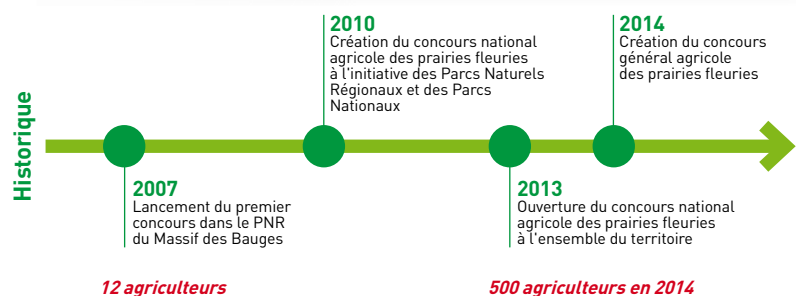 Historique
2007
Lancement du premier
concours dans le PNR
du Massif des Bauges
2010
Création du concours national
agricole des prairies fleuries
à l'initiative des Parcs Naturels
Régionaux et des Parcs
Nationaux
2013
Ouverture du concours national
agricole des prairies fleuries
à l'ensemble du territoire
2014
Création du concours
général agricole
des prairies fleuries
12 agriculteurs
500 agriculteurs en 2014